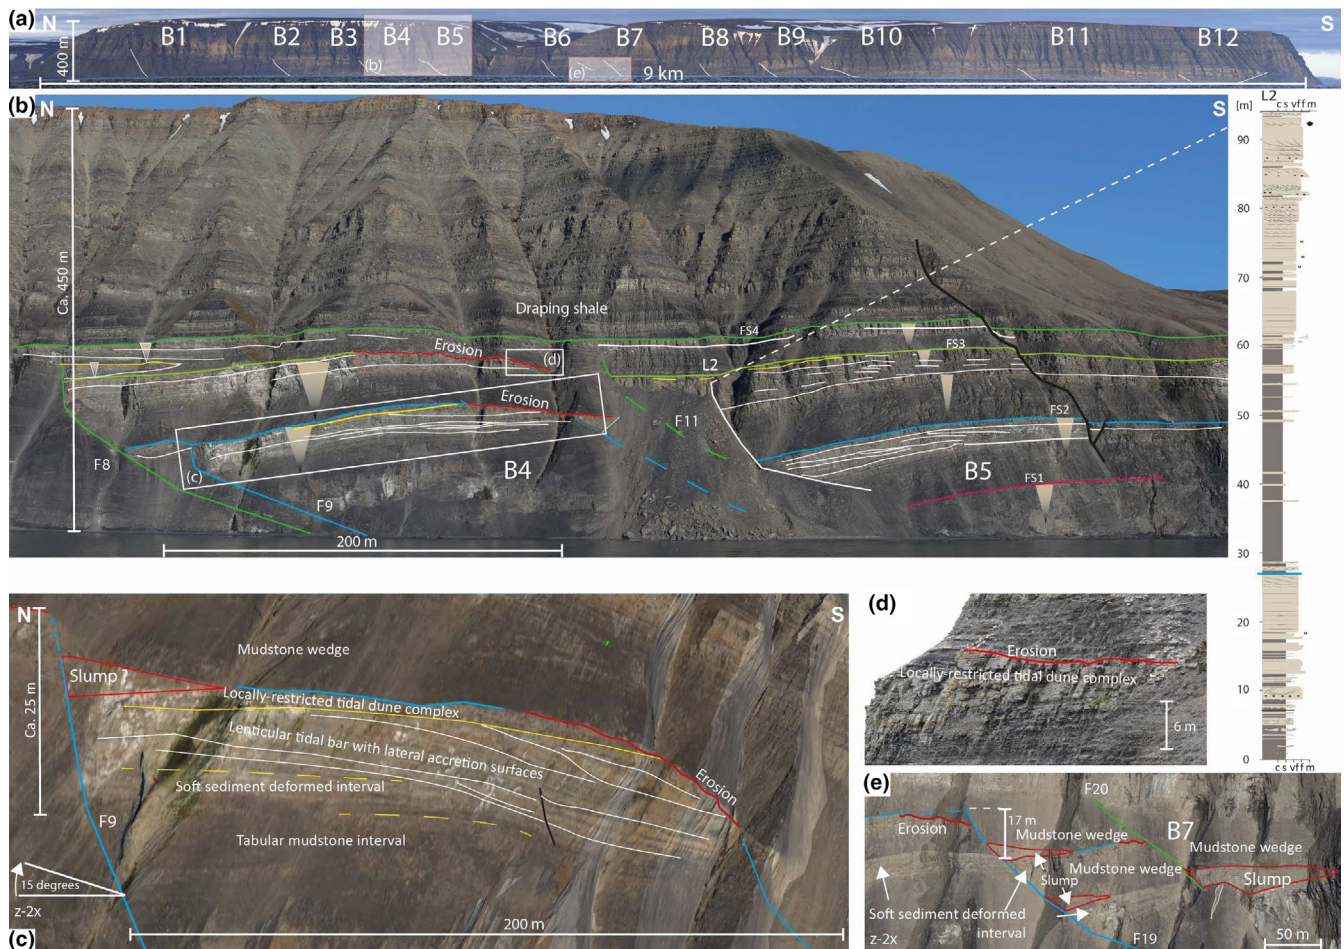 (a)
N
S
B1 B2 B3 B4 B5 B6 B7 B8 B9 B10 B11 B12
400 m
(b)
(e)
9 km
(b)
N
S
Ca. 450 m
Draping shale
FS4
FS3
Erosion
(d)
L2
Erosion
FS2
F11
F8
(c)
B4
B5
FS1
F9
200 m
L2
[m]
c s vff m
90
80
70
60
50
40
30
20
10
0
c s vff m
N
S
Mudstone wedge
Slump ?
Locally-restricted tidal dune complex
Ca. 25 m
Lenticular tidal bar with lateral accretion surfaces
Erosion
Soft sediment deformed interval
F9
Tabular mudstone interval
15 degrees
z-2x
200 m
(c)
(d)
Erosion
Locally-restricted tidal dune complex
6 m
(e)
F20
17 m
B7
Erosion
Mudstone wedge
Mudstone wedge
Mudstone wedge
Slump
Slump
Soft sediment deformed
interval
z-2x
F19
50 m